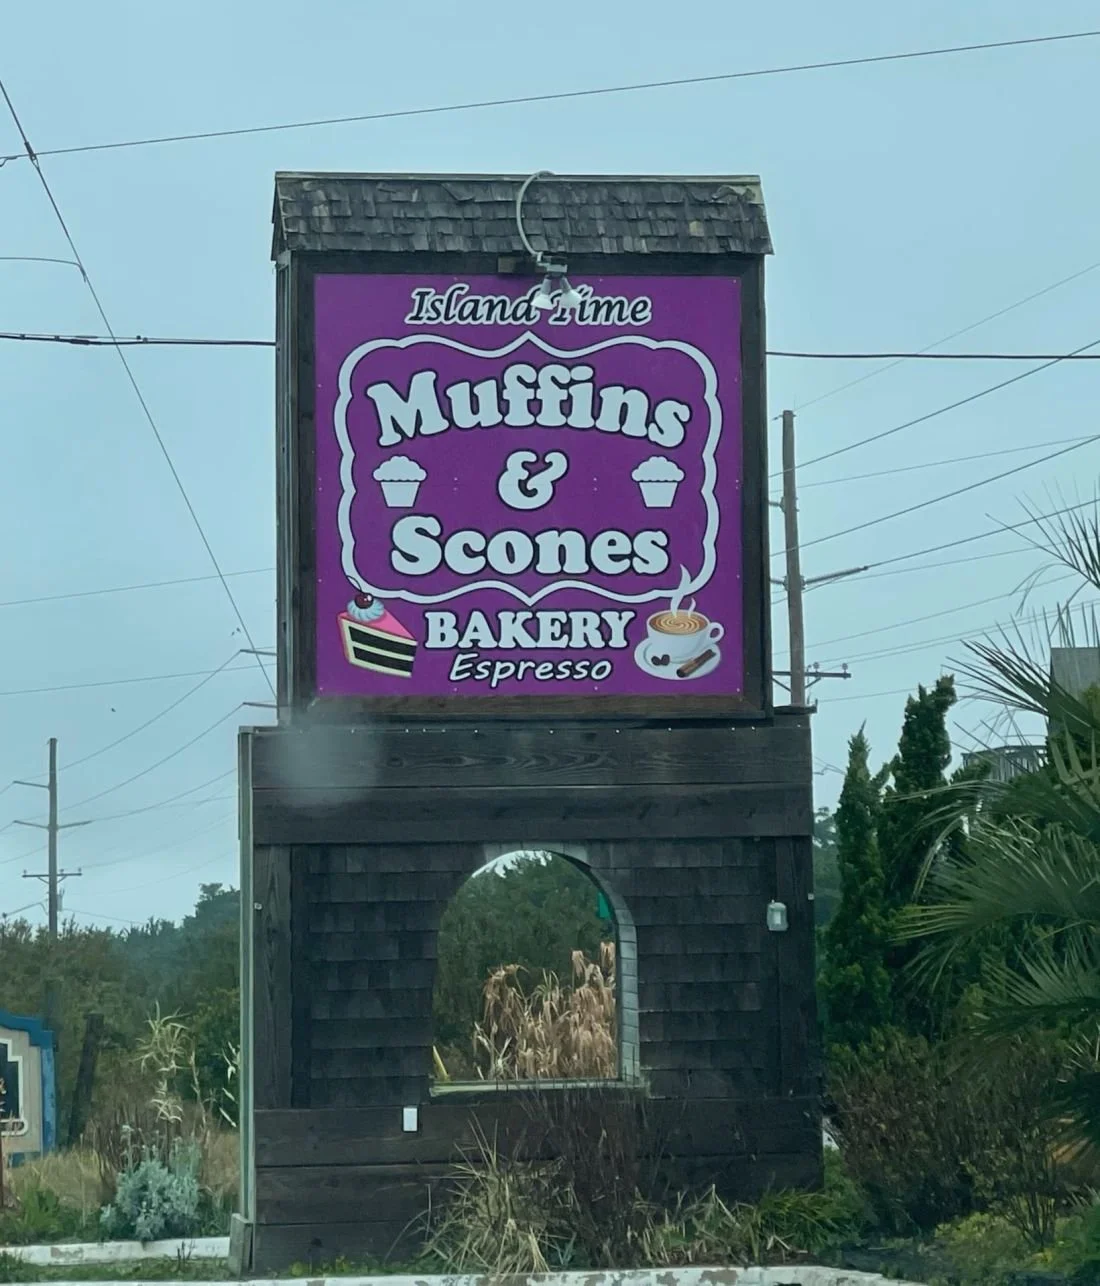 Island Time
Muffins
&
Scones
BAKERY
Espresso